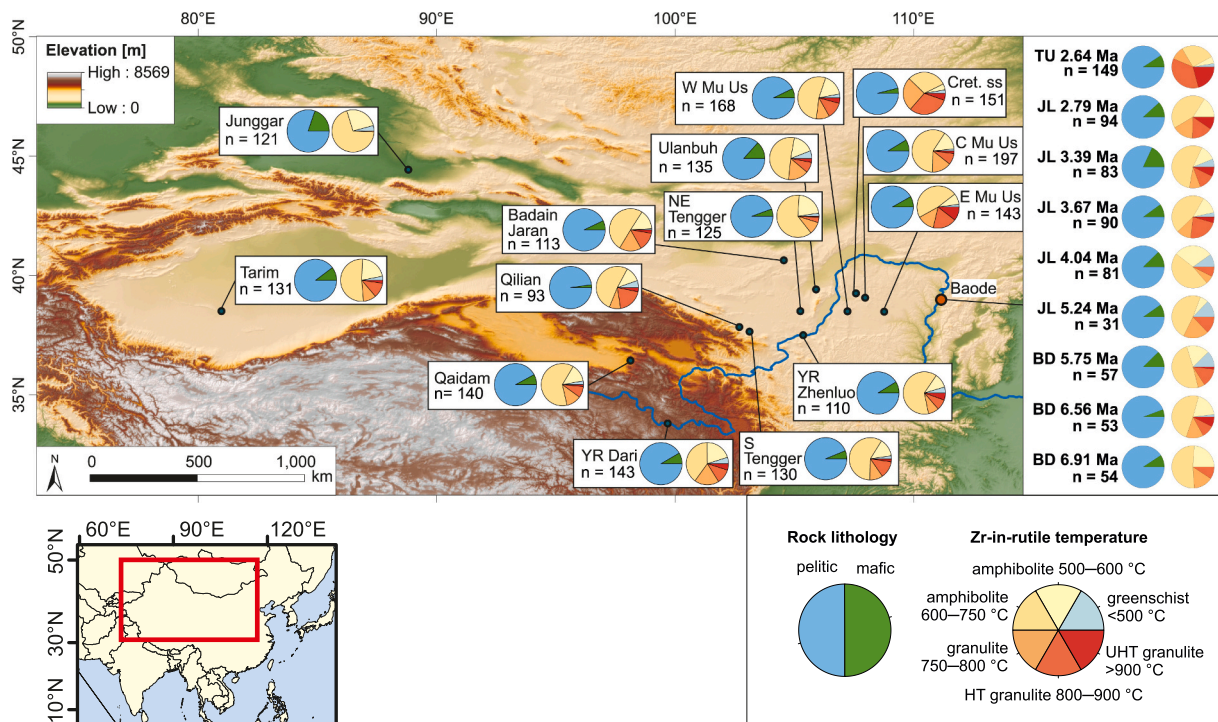 80°E 90°E 100°E 110°E
50°N
45°N
40°N
35°N
Elevation [m]
High : 8569
Low : 0
Junggar
n = 121
Tarim
n = 131
Badain
Jaran
n = 113
Qilian
n = 93
Qaidam
n= 140
YR Dari
n = 143
W Mu Us
n = 168
Ulanbuh
n = 135
NE
Tengger
n = 125
Cret. ss
n = 151
C Mu Us
n = 197
E Mu Us
n = 143
Baode
YR
Zhenluo
n = 110
S
Tengger
n = 130
N
0 500 1,000
km
TU 2.64 Ma
n = 149
JL 2.79 Ma
n = 94
JL 3.39 Ma
n = 83
JL 3.67 Ma
n = 90
JL 4.04 Ma
n = 81
JL 5.24 Ma
n = 31
BD 5.75 Ma
n = 57
BD 6.56 Ma
n = 53
BD 6.91 Ma
n = 54
60°E 90°E 120°E
50°N
30°N
10°N
Rock lithology
pelitic mafic
Zr-in-rutile temperature
amphibolite 500–600 °C
amphibolite
600–750 °C
greenschist
<500 °C
granulite
750–800 °C
UHT granulite
>900 °C
HT granulite 800–900 °C